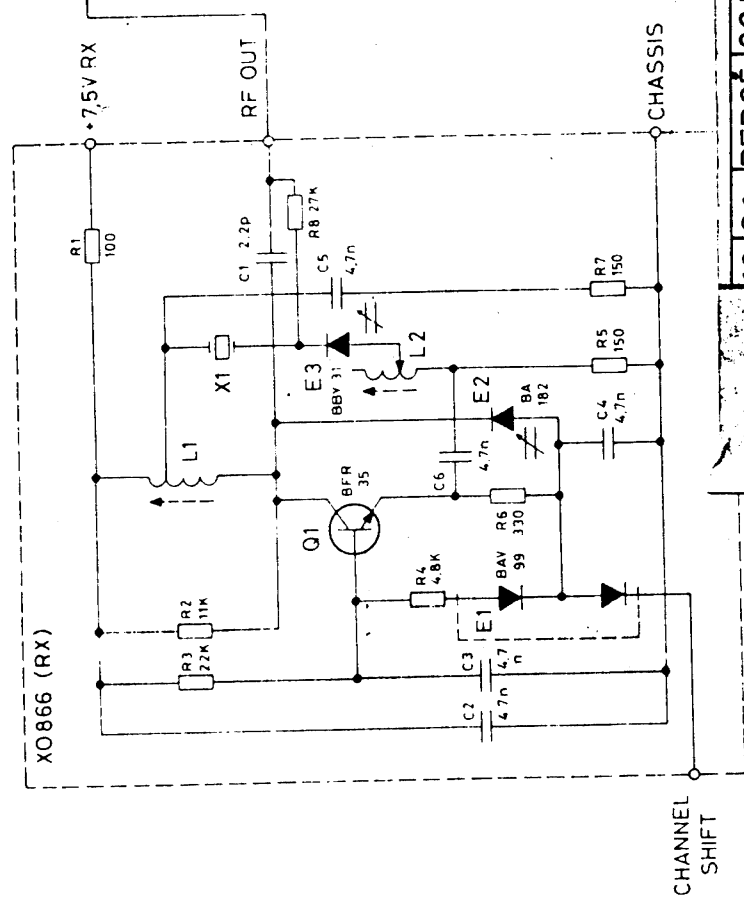 XO866 (RX)
+7,5V RX
RF OUT
CHASSIS
CHANNEL
SHIFT
R1
100
R2
11K
R3
22K
L1
X1
C1 2.2p
R8 27K
C5
4,7n
E3
BBY 31
L2
R7
150
R5
150
Q1
BFR
35
C6
4.7n
E2
BA
182
R4
4.8K
R6
330
C4
4.7n
E1
BAV
99
C3
4.7
n
C2
4.7n